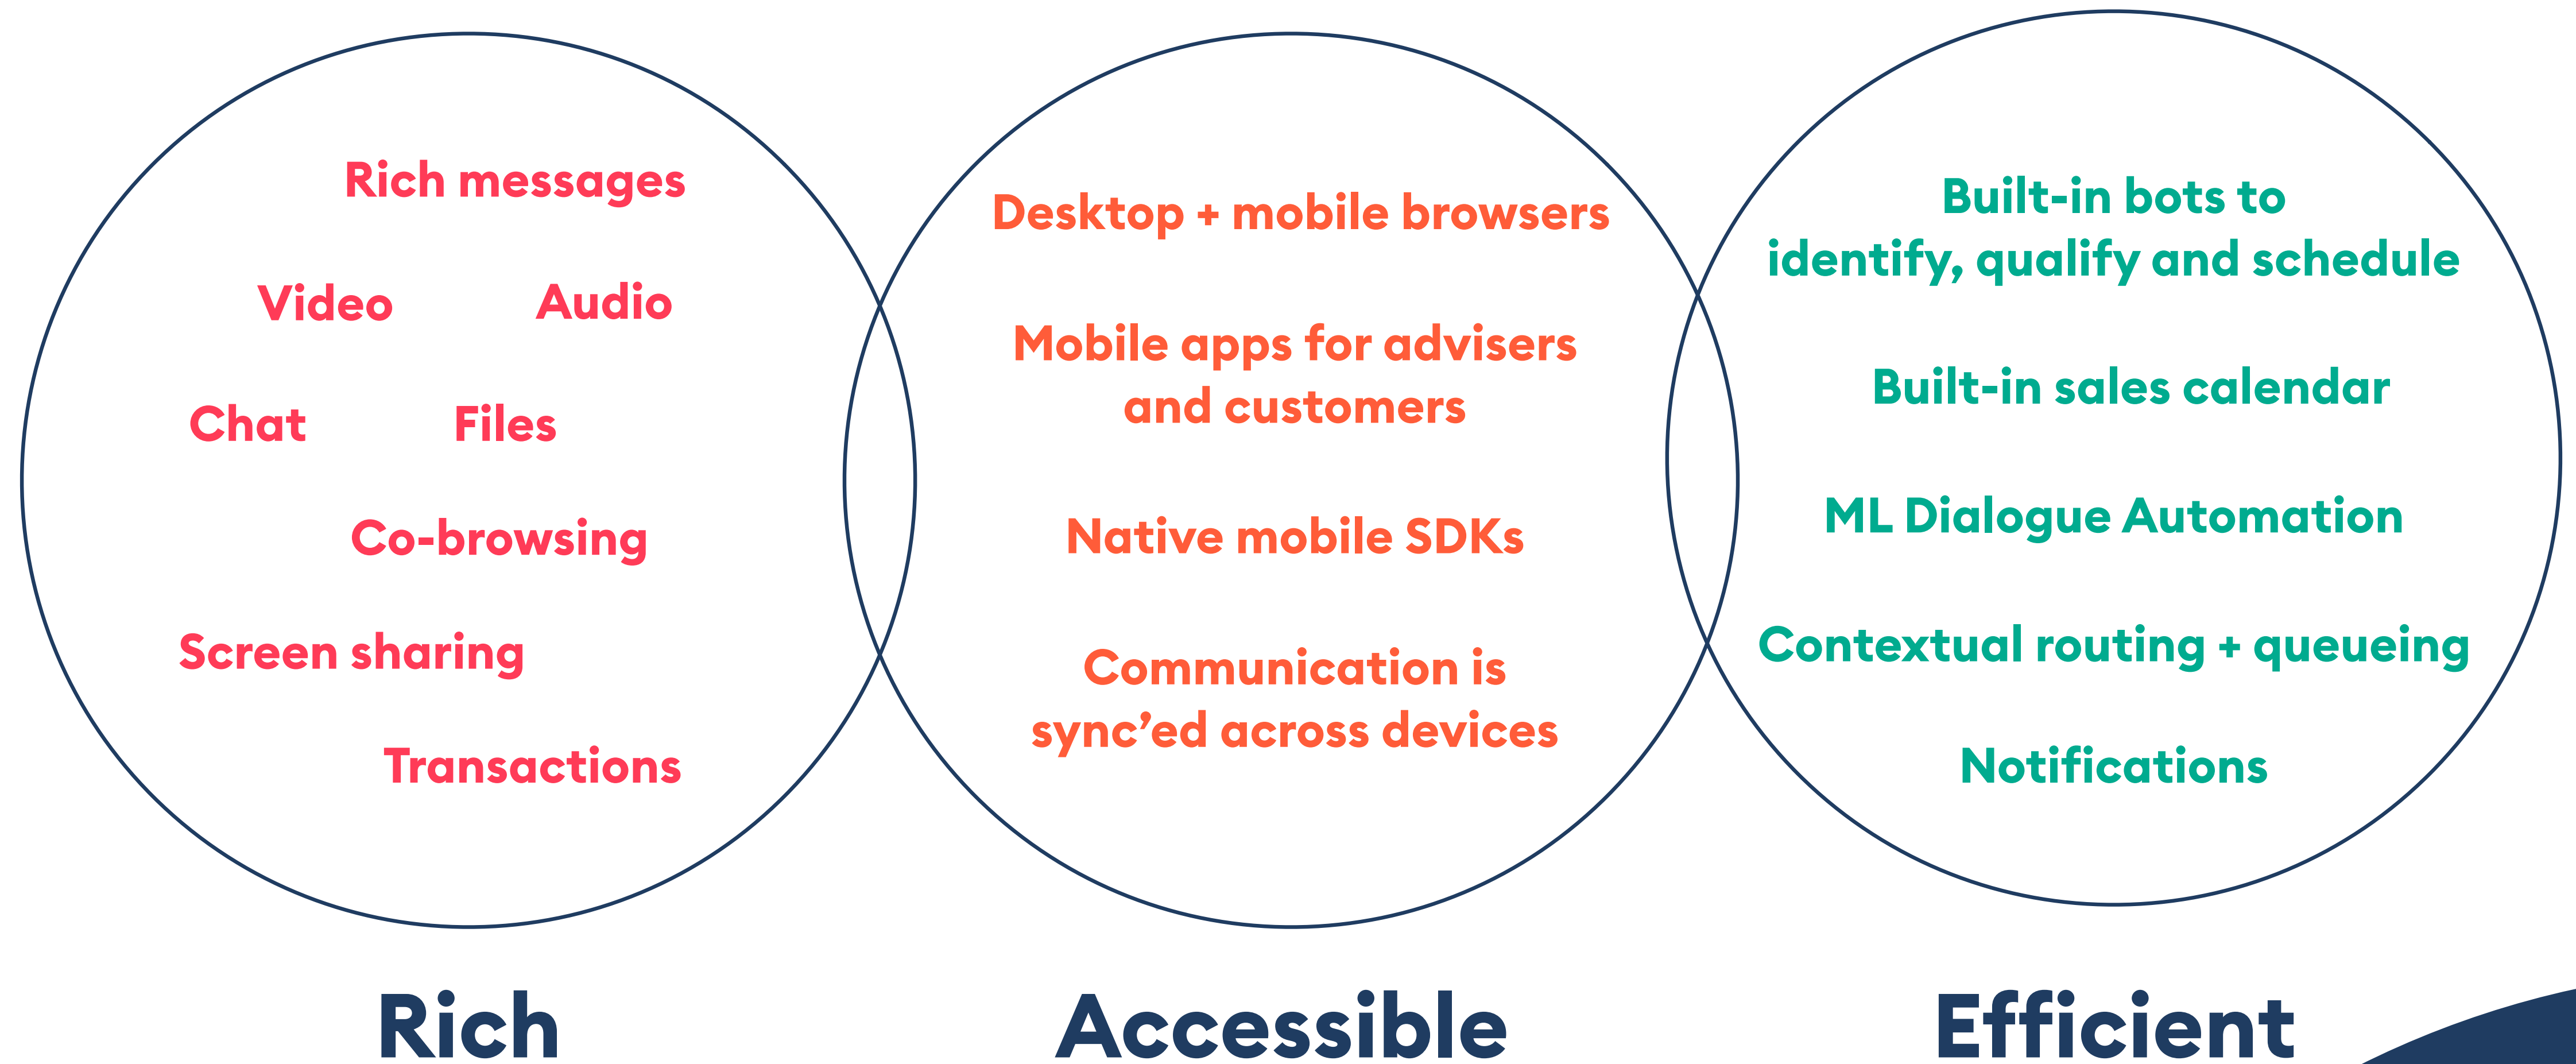 Rich messages
Video Audio
Chat Files
Co-browsing
Screen sharing
Transactions
Rich
Desktop + mobile browsers
Mobile apps for advisers
and customers
Native mobile SDKs
Communication is
sync’ed across devices
Accessible
Built-in bots to
identify, qualify and schedule
Built-in sales calendar
ML Dialogue Automation
Contextual routing + queueing
Notifications
Efficient